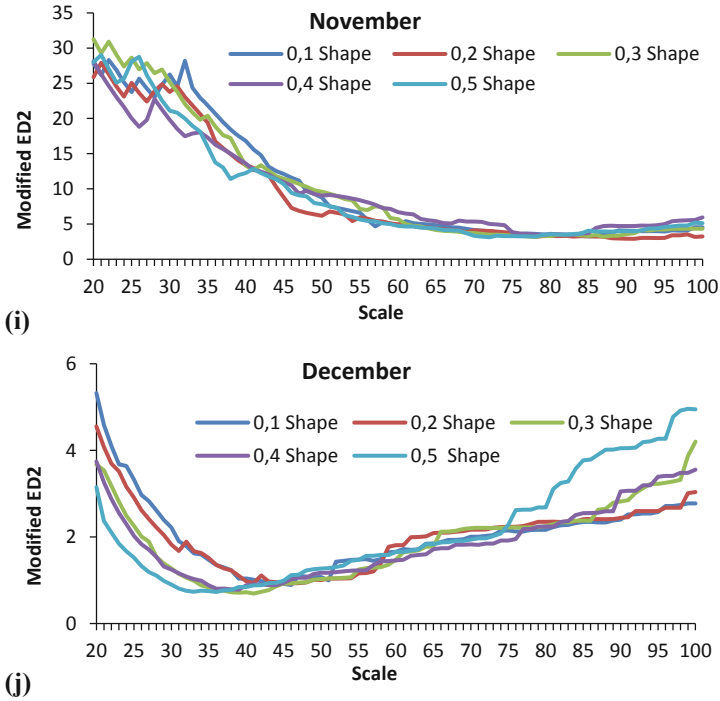 November
35
30
25
20
15
10
5
0
Modified ED2
0,1 Shape 0,2 Shape 0,3 Shape
0,4 Shape 0,5 Shape
20 25 30 35 40 45 50 55 60 65 70 75 80 85 90 95 100
Scale
(i)
December
6
4
2
0
Modified ED2
0,1 Shape 0,2 Shape 0,3 Shape
0,4 Shape 0,5 Shape
20 25 30 35 40 45 50 55 60 65 70 75 80 85 90 95 100
Scale
(j)